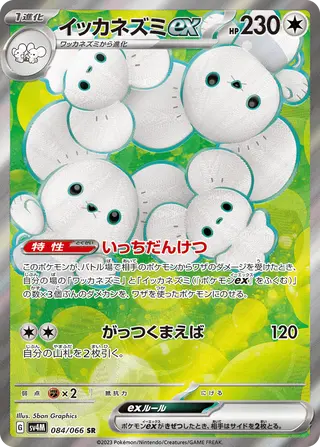 1進化
イッカネズミex HP230
ワッカネズミから進化
特性 いっちだんけつ
このポケモンが、バトル場で相手のポケモンからワザのダメージを受けたとき、
自分の場の「ワッカネズミ」と「イッカネズミ（「ポケモンex」をふくむ）」
の数×3個ぶんのダメカンを、ワザを使ったポケモンにのせる。
がっつくまえば 120
自分の山札を2枚引く。
弱点 ×2 抵抗力 にげる
Illus. 5ban Graphics
G SV4M 084/066 SR
exルール
ポケモンexがきぜつしたとき、相手はサイドを2枚とる。
©2023 Pokémon/Nintendo/Creatures/GAME FREAK.